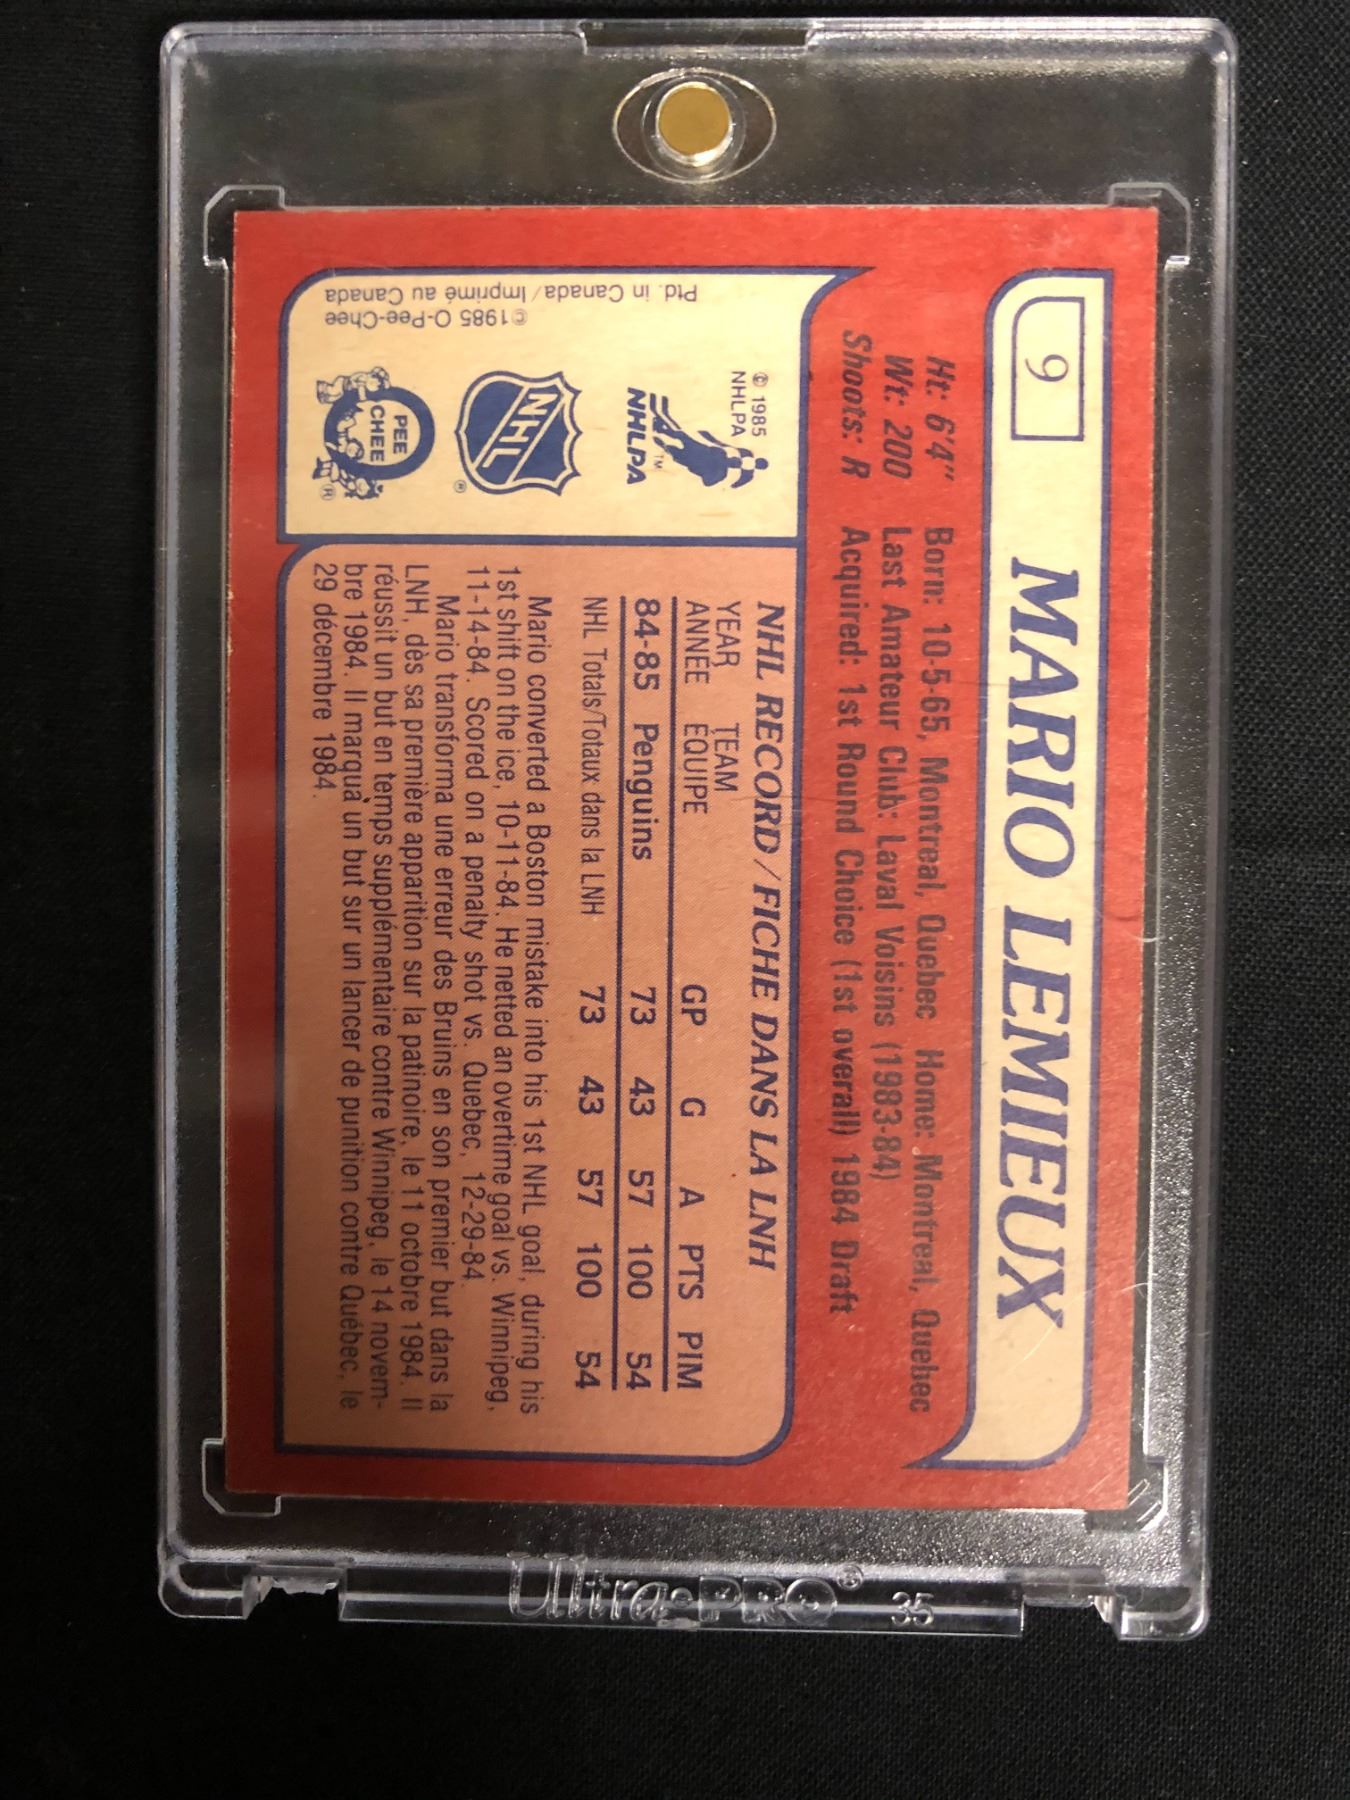 9 MARIO LEMIEUX
Ht: 6'4" Born: 10-5-65, Montreal, Quebec Home: Montreal, Quebec
Wt: 200 Last Amateur Club: Laval Voisins (1983-84)
Shoots: R Acquired: 1st Round Choice (1st overall) 1984 Draft
© 1985
NHLPA
NHLPA™
NHL
®
PEE
CHEE
®
©1985 O-Pee-Chee
Ptd. in Canada/Imprimé au Canada
NHL RECORD/FICHE DANS LA LNH
YEAR TEAM
ANNÉE ÉQUIPE GP G A PTS PIM
84-85 Penguins 73 43 57 100 54
NHL Totals/Totaux dans la LNH 73 43 57 100 54
Mario converted a Boston mistake into his 1st NHL goal, during his
1st shift on the ice, 10-11-84. He netted an overtime goal vs. Winnipeg,
11-14-84. Scored on a penalty shot vs. Quebec, 12-29-84.
Mario transforma une erreur des Bruins en son premier but dans la
LNH, dès sa première apparition sur la patinoire, le 11 octobre 1984. Il
réussit un but en temps supplémentaire contre Winnipeg, le 14 novem-
bre 1984. Il marqua un but sur un lancer de punition contre Québec, le
29 décembre 1984.
Ultra•PRO® 35